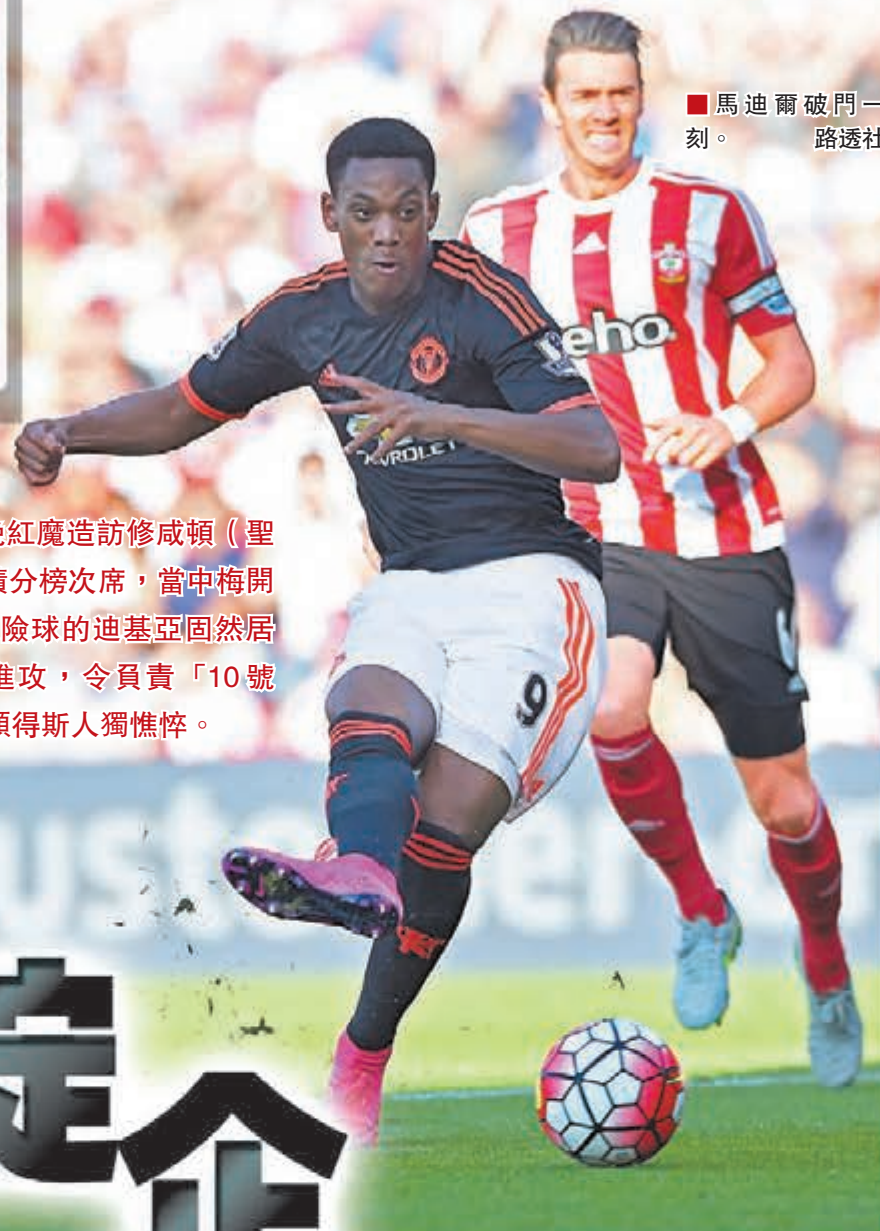 ■馬迪爾破門一
刻。 路透社
紅魔造訪修咸頓（聖
積分榜次席，當中梅開
險球的迪基亞固然居
進攻，令負責「10號
顯得斯人獨憔悴。
eho
9
企